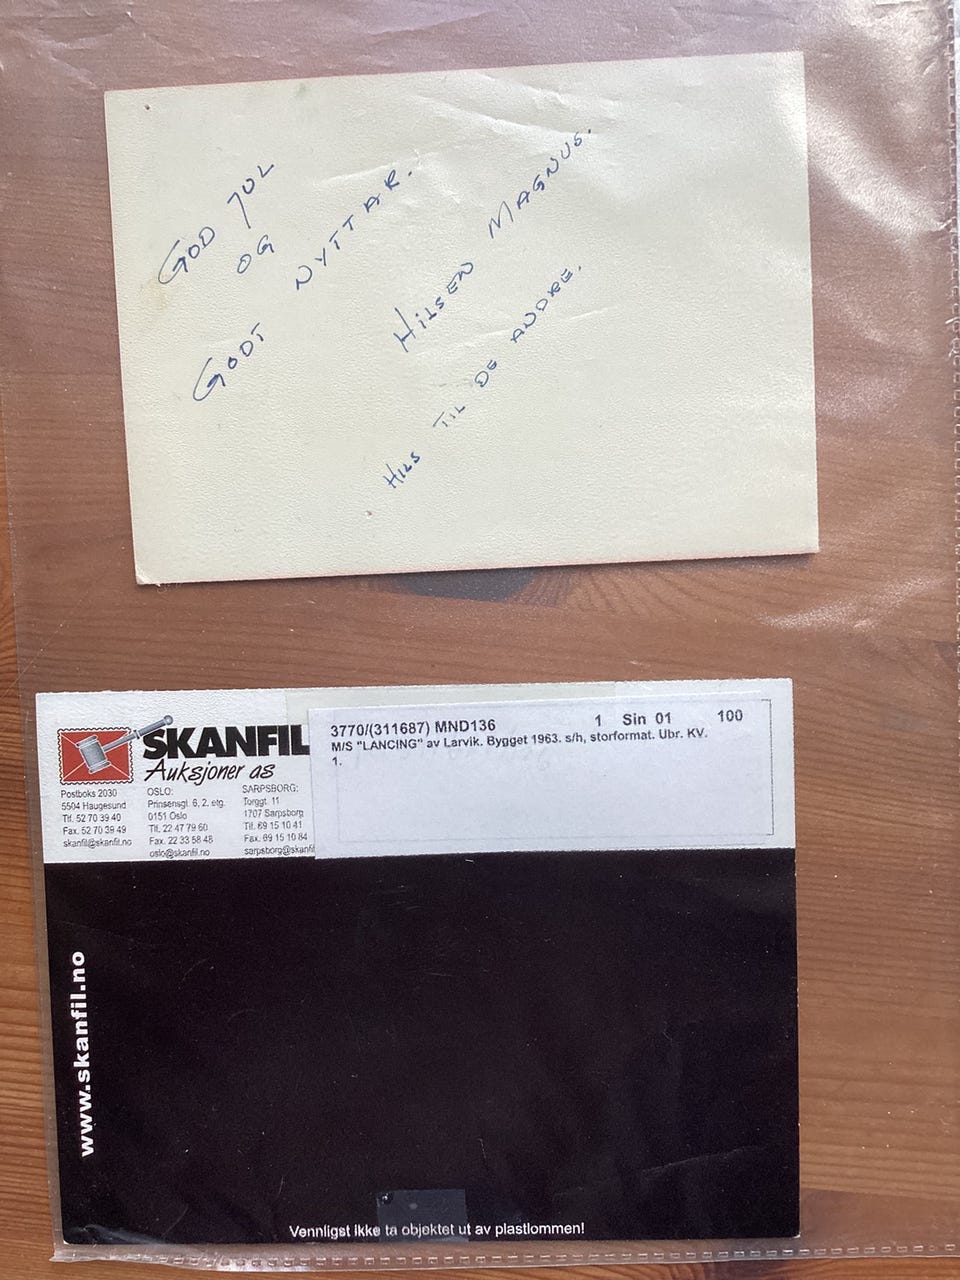 GOD JUL
OG
GODT NYTTAR.
HILSEN MAGNUS.
HILS TIL DE ANDRE.
SKANFIL
Auksjoner as
Postboks 2030
5504 Haugesund
Tlf. 52 70 39 40
Fax. 52 70 39 49
skanfil@skanfil.no
OSLO:
Prinsensgt. 6, 2. etg.
0151 Oslo
Tlf. 22 47 79 60
Fax. 22 33 58 48
oslo@skanfil.no
SARPSBORG:
Torggt. 11
1707 Sarpsborg
Tlf. 69 15 10 41
Fax. 69 15 10 84
sarpsborg@skanfil
3770/(311687) MND136 1 Sin 01 100
M/S "LANCING" av Larvik. Bygget 1963. s/h, storformat. Ubr. KV.
1.
www.skanfil.no
Vennligst ikke ta objektet ut av plastlommen!